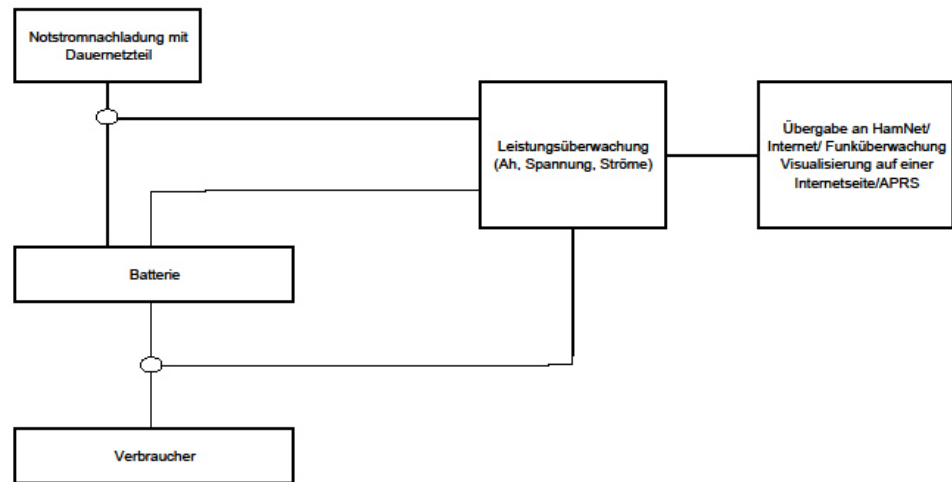 Notstromnachladung mit
Dauernetzteil
Leistungsüberwachung
(Ah, Spannung, Ströme)
Übergabe an HamNet/
Internet/ Funküberwachung
Visualisierung auf einer
Internetseite/APRS
Batterie
Verbraucher